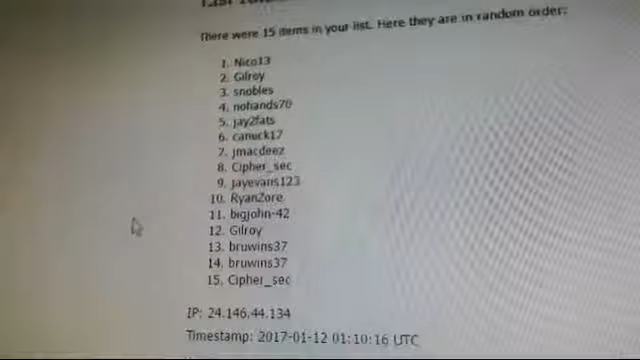 There were 15 items in your list. Here they are in random order:
1. Nico13
2. Gilroy
3. snobles
4. nohands70
5. jay2fats
6. canuck17
7. jmacdeez
8. Cipher_sec
9. jayevans123
10. RyanZore
11. bigjohn-42
12. Gilroy
13. bruwins37
14. bruwins37
15. Cipher_sec
IP: 24.146.44.134
Timestamp: 2017-01-12 01:10:16 UTC